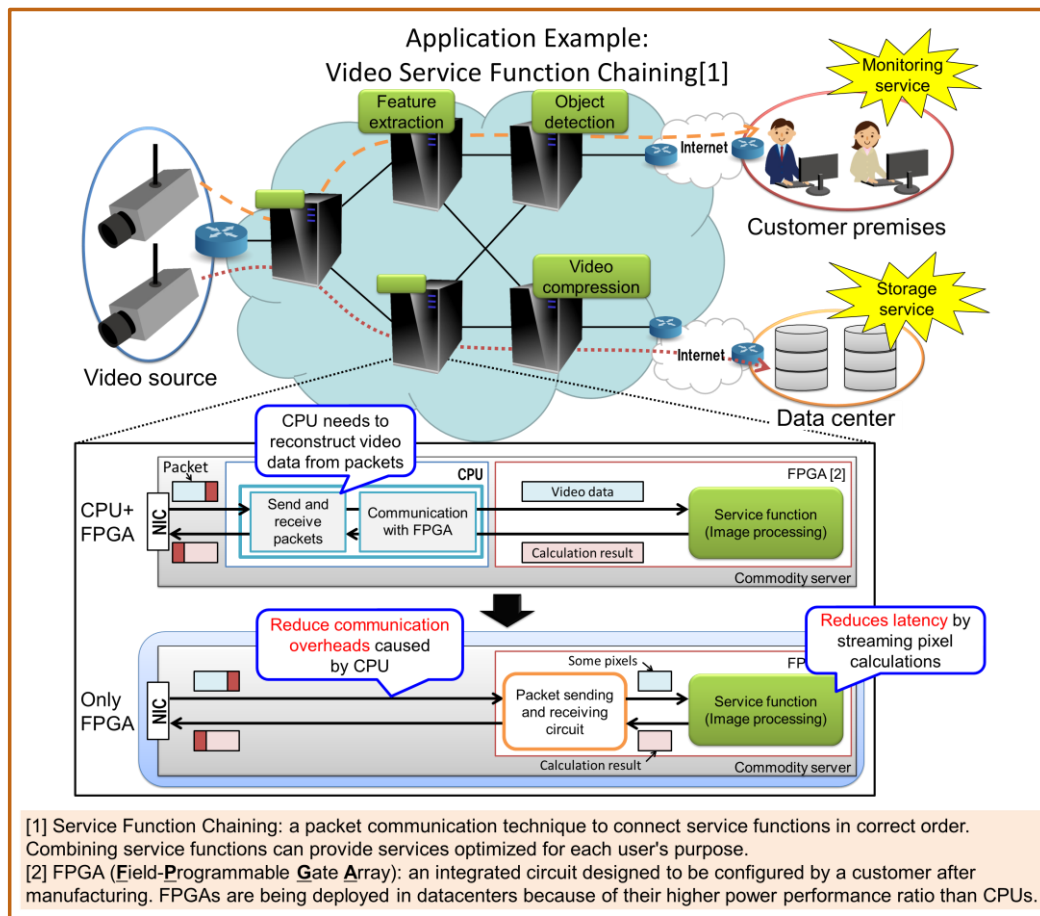 Application Example:
Video Service Function Chaining[1]
Monitoring
service
Feature
extraction
Object
detection
Internet
Customer premises
Video
compression
Storage
service
Internet
Video source
Data center
CPU needs to
reconstruct video
data from packets
Packet
CPU
FPGA [2]
CPU+
FPGA
NIC
Send and
receive
packets
Communication
with FPGA
Video data
Calculation result
Service function
(Image processing)
Commodity server
Reduce communication
overheads caused
by CPU
Reduces latency by
streaming pixel
calculations
Some pixels
Only
FPGA
NIC
Packet sending
and receiving
circuit
Service function
(Image processing)
Calculation result
Commodity server
[1] Service Function Chaining: a packet communication technique to connect service functions in correct order.
Combining service functions can provide services optimized for each user's purpose.
[2] FPGA (Field-Programmable Gate Array): an integrated circuit designed to be configured by a customer after
manufacturing. FPGAs are being deployed in datacenters because of their higher power performance ratio than CPUs.